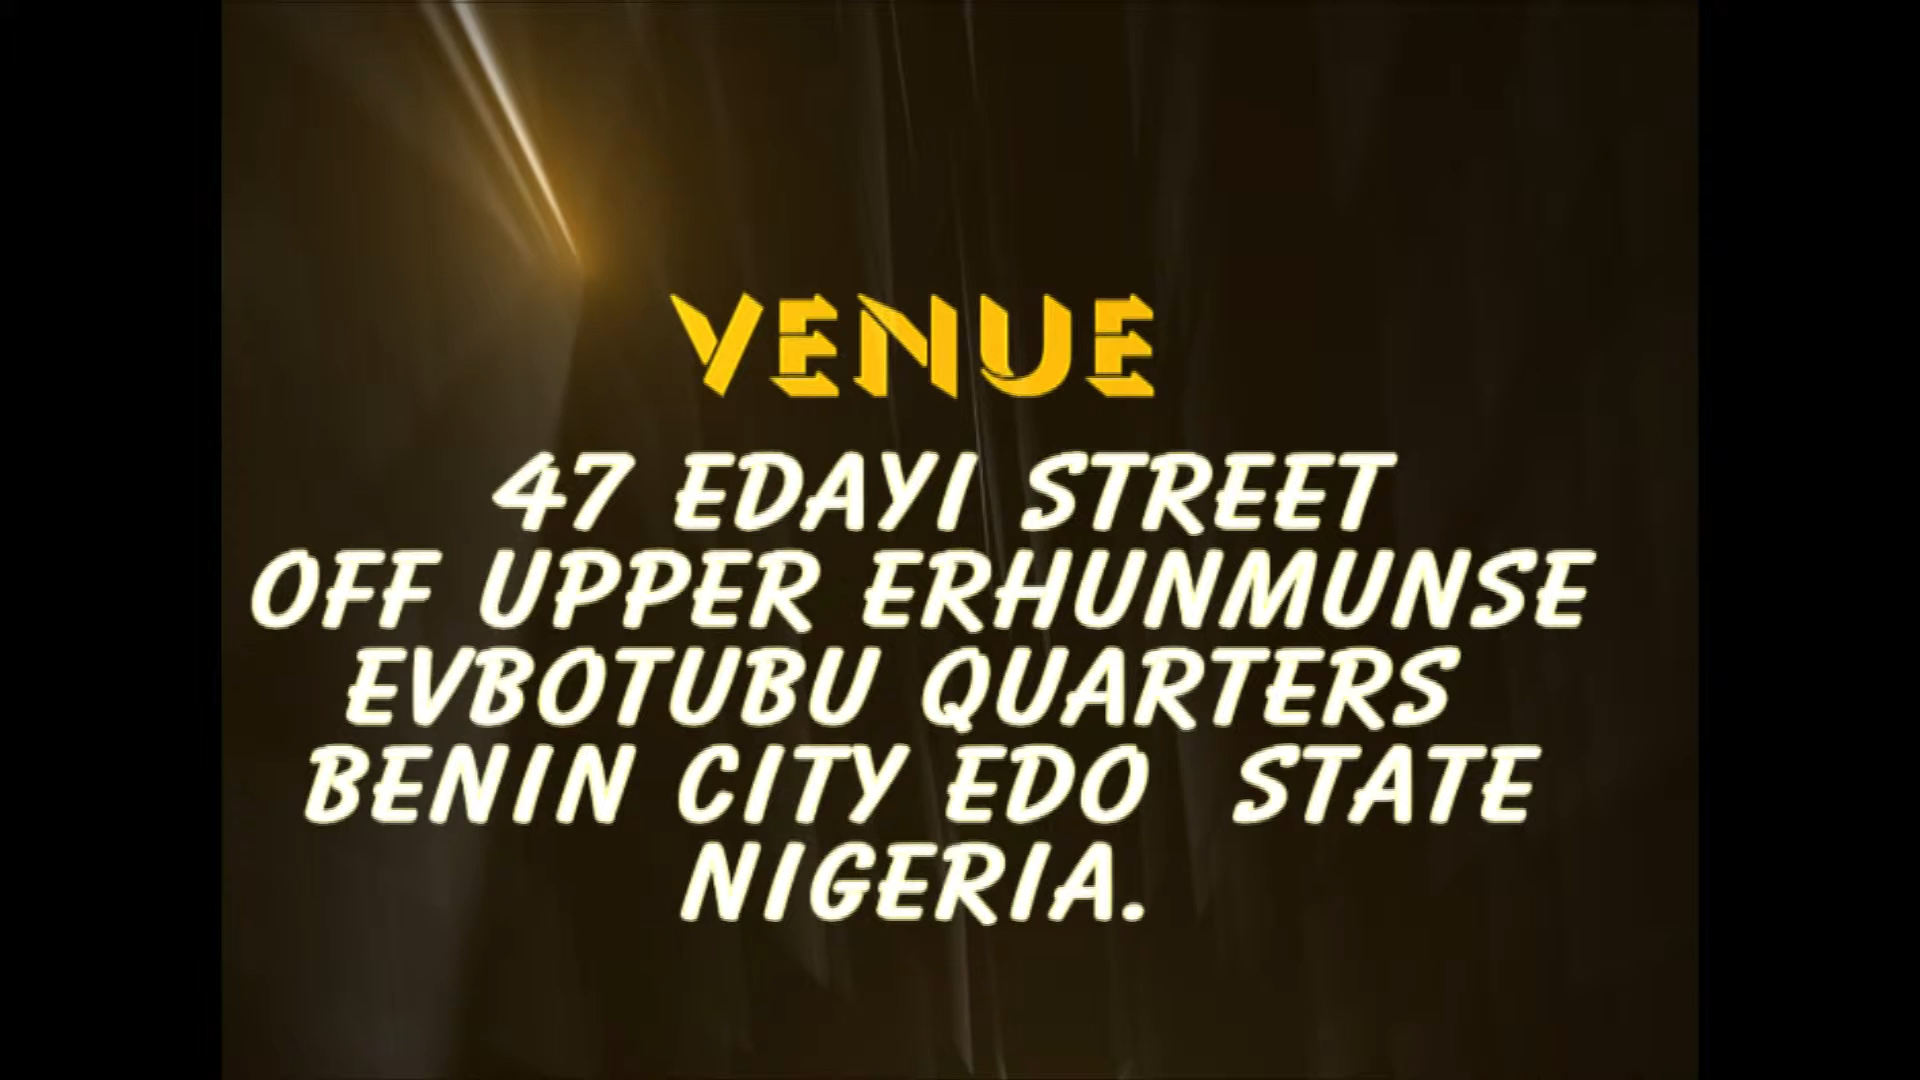 VENUE
47 EDAYI STREET
OFF UPPER ERHUNMUNSE
EVBOTUBU QUARTERS
BENIN CITY EDO STATE
NIGERIA.